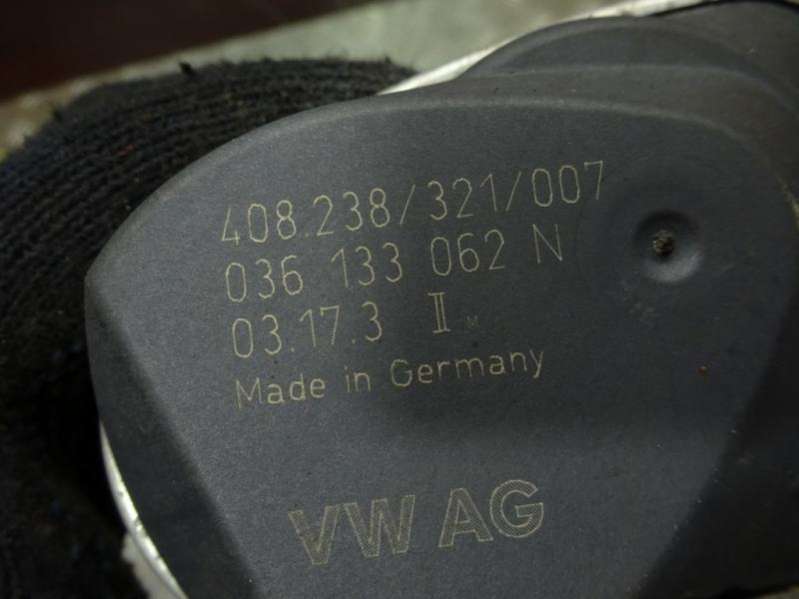 408.238/321/007
036 133 062 N
03.17.3 II
Made in Germany
VW AG